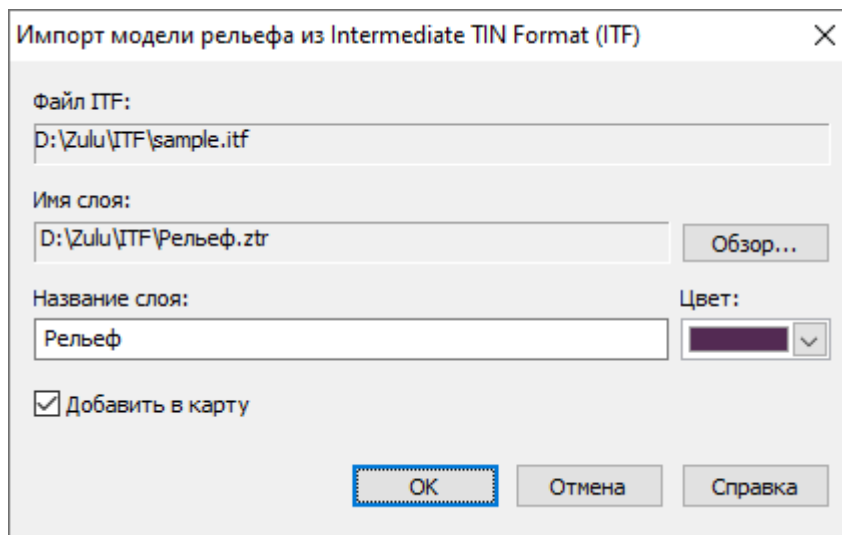 Импорт модели рельефа из Intermediate TIN Format (ITF)
Файл ITF:
D:\Zulu\ITF\sample.itf
Имя слоя:
D:\Zulu\ITF\Рельеф.ztr
Обзор...
Название слоя:
Цвет:
Рельеф
Добавить в карту
OK
Отмена
Справка